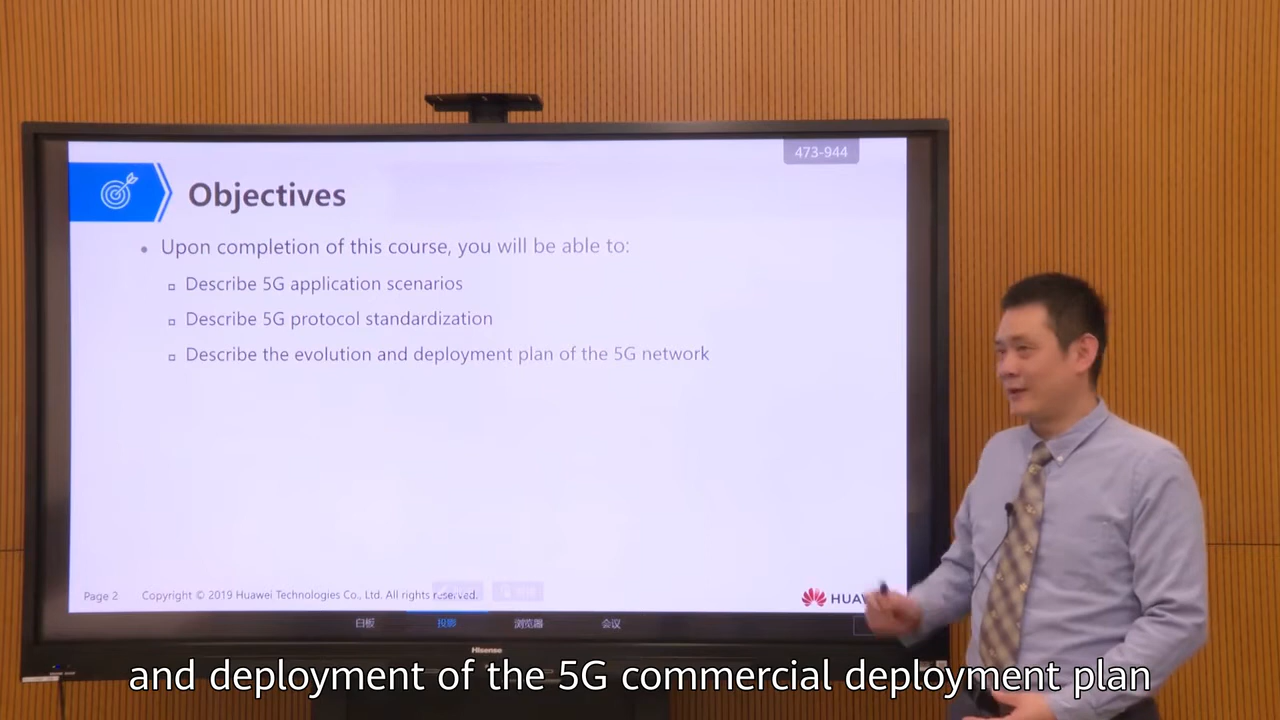 473-944
Objectives
• Upon completion of this course, you will be able to:
▫ Describe 5G application scenarios
▫ Describe 5G protocol standardization
▫ Describe the evolution and deployment plan of the 5G network
Page 2 Copyright © 2019 Huawei Technologies Co., Ltd. All rights reserved.
HUAW
白板 投影 浏览器 会议
Hisense
and deployment of the 5G commercial deployment plan